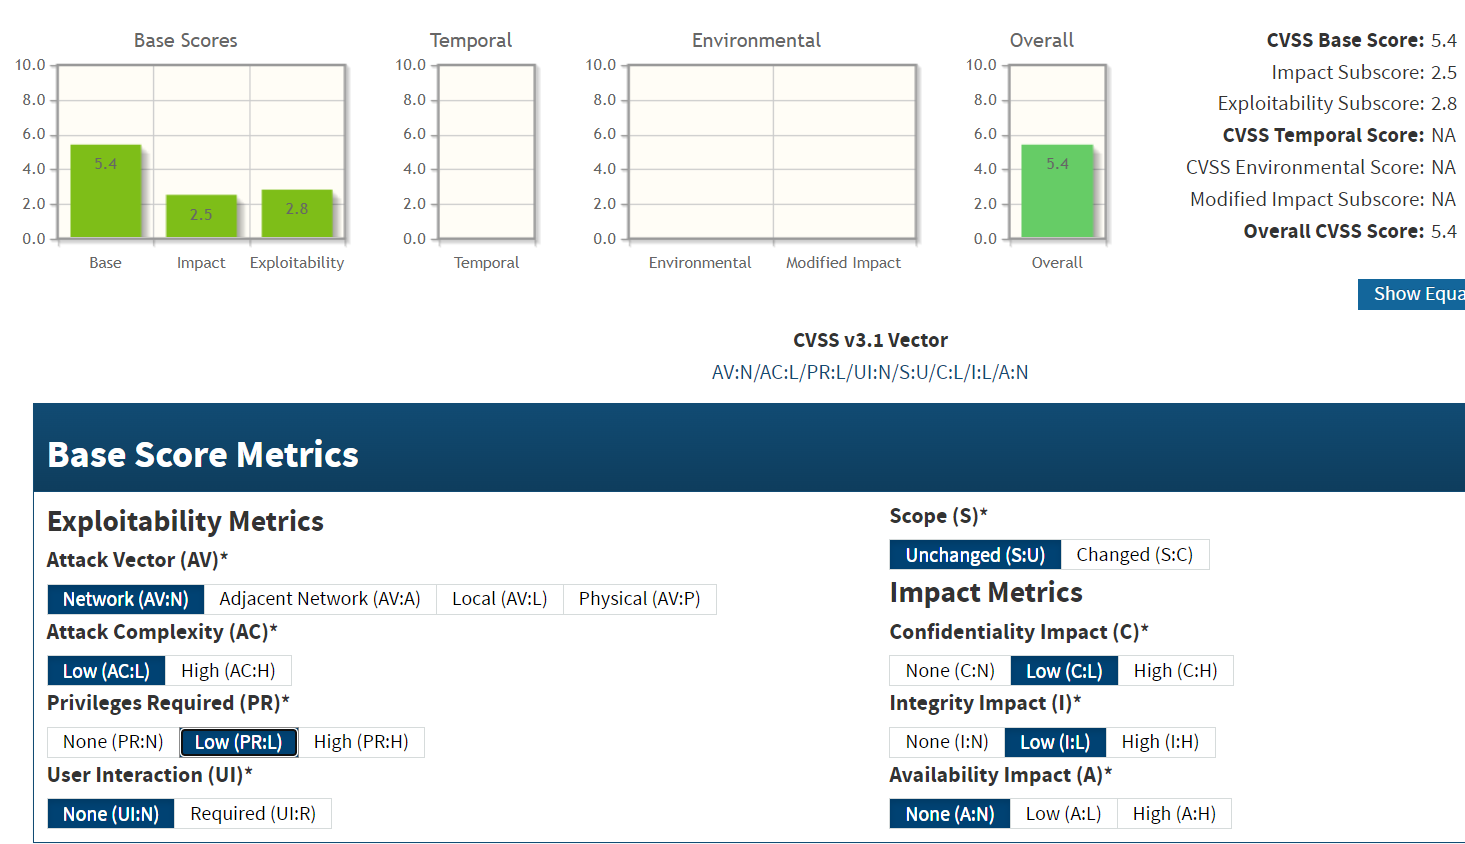 Base Scores
10.0
8.0
6.0
4.0
2.0
0.0
5.4
2.5
2.8
Base Impact Exploitability
Temporal
10.0
8.0
6.0
4.0
2.0
0.0
Temporal
Environmental
10.0
8.0
6.0
4.0
2.0
0.0
Environmental Modified Impact
Overall
10.0
8.0
6.0
4.0
2.0
0.0
5.4
Overall
CVSS Base Score: 5.4
Impact Subscore: 2.5
Exploitability Subscore: 2.8
CVSS Temporal Score: NA
CVSS Environmental Score: NA
Modified Impact Subscore: NA
Overall CVSS Score: 5.4
Show Equa
CVSS v3.1 Vector
AV:N/AC:L/PR:L/UI:N/S:U/C:L/I:L/A:N
Base Score Metrics
Exploitability Metrics
Attack Vector (AV)*
Network (AV:N) Adjacent Network (AV:A) Local (AV:L) Physical (AV:P)
Attack Complexity (AC)*
Low (AC:L) High (AC:H)
Privileges Required (PR)*
None (PR:N) Low (PR:L) High (PR:H)
User Interaction (UI)*
None (UI:N) Required (UI:R)
Scope (S)*
Unchanged (S:U) Changed (S:C)
Impact Metrics
Confidentiality Impact (C)*
None (C:N) Low (C:L) High (C:H)
Integrity Impact (I)*
None (I:N) Low (I:L) High (I:H)
Availability Impact (A)*
None (A:N) Low (A:L) High (A:H)